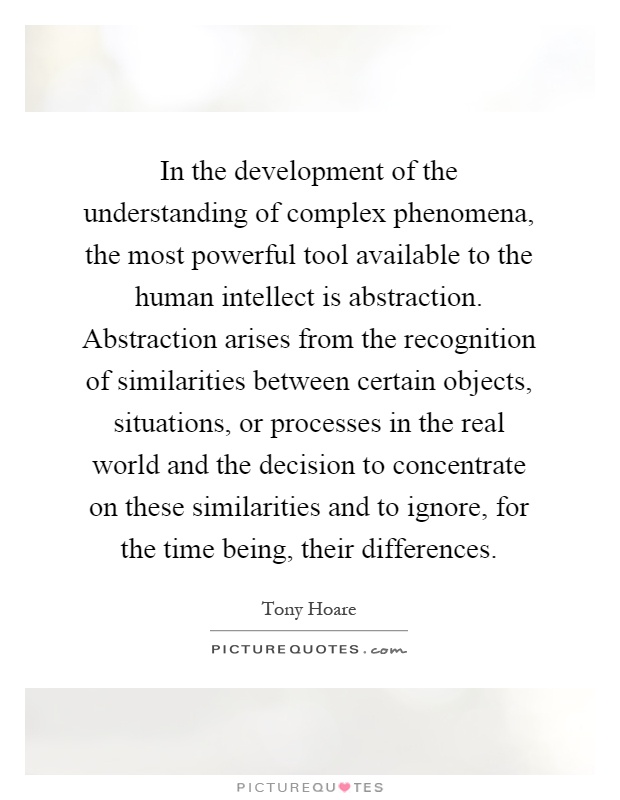 In the development of the
understanding of complex phenomena,
the most powerful tool available to the
human intellect is abstraction.
Abstraction arises from the recognition
of similarities between certain objects,
situations, or processes in the real
world and the decision to concentrate
on these similarities and to ignore, for
the time being, their differences.
Tony Hoare
PICTUREQUOTES.com
PICTUREQUOTES